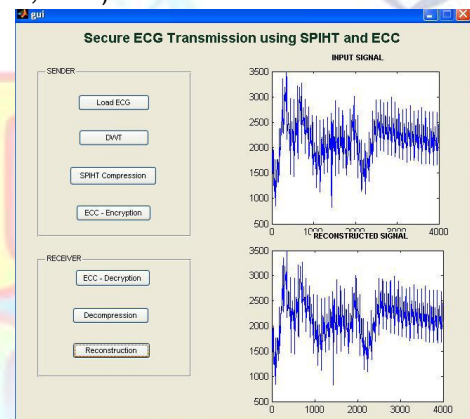 gui
Secure ECG Transmission using SPIHT and ECC
SENDER
Load ECG
DWT
SPIHT Compression
ECC - Encryption
RECEIVER
ECC - Decryption
Decompression
Reconstruction
INPUT SIGNAL
3500
3000
2500
2000
1500
1000
500
0 1000 2000 3000 4000
RECONSTRUCTED SIGNAL
3500
3000
2500
2000
1500
1000
500
0 1000 2000 3000 4000